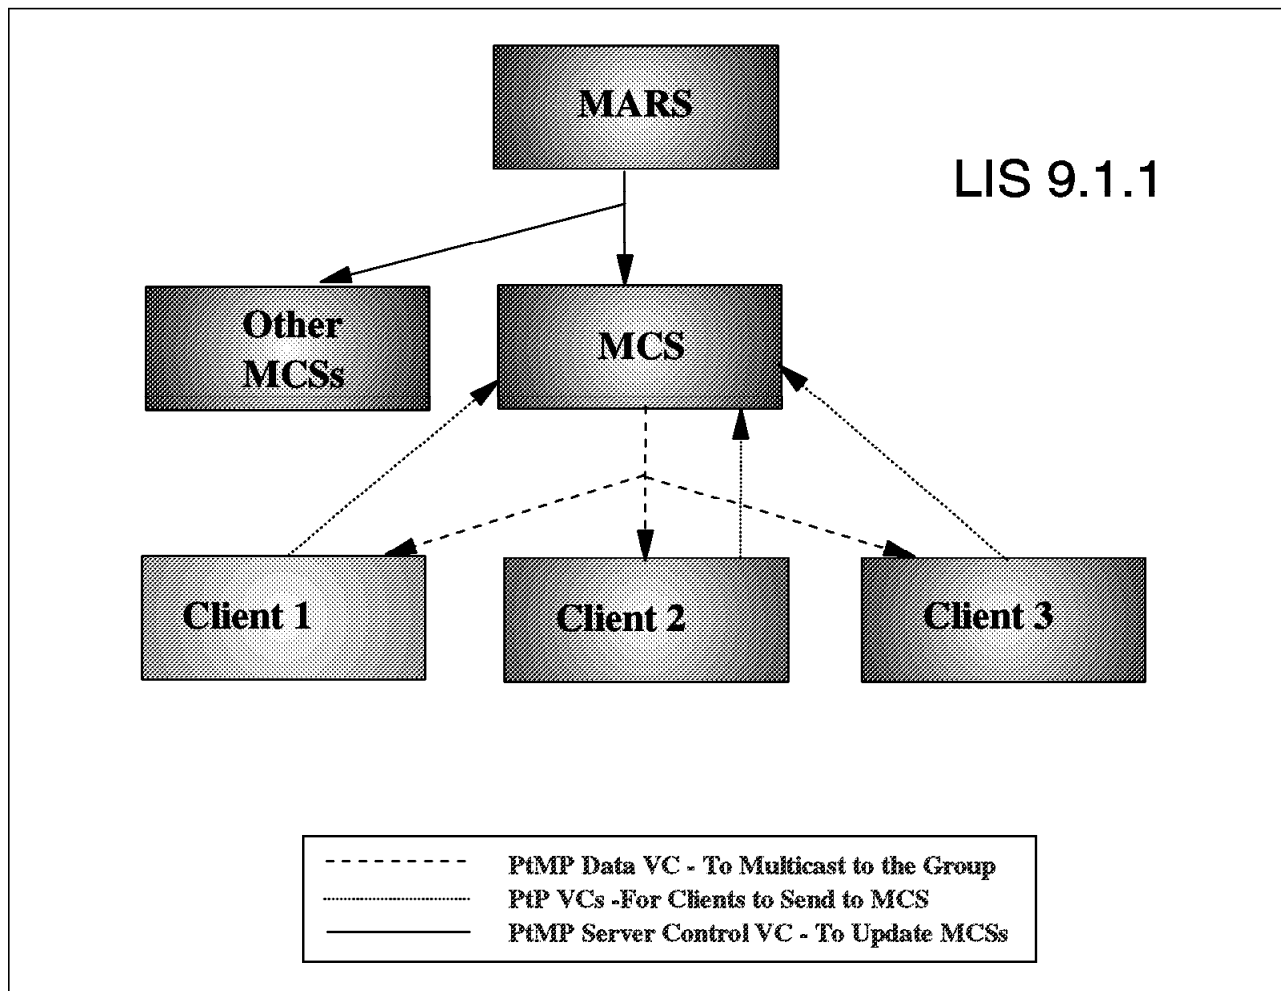 MARS
LIS 9.1.1
Other
MCSs
MCS
Client 1
Client 2
Client 3
PtMP Data VC - To Multicast to the Group
PtP VCs -For Clients to Send to MCS
PtMP Server Control VC - To Update MCSs